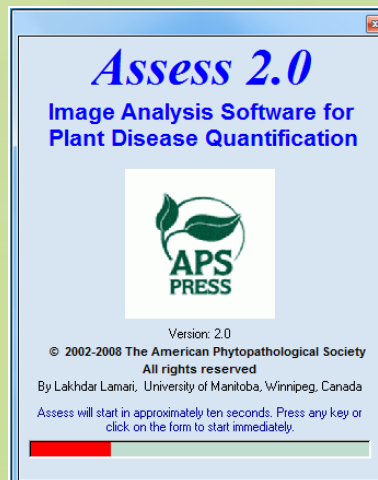 Assess 2.0
Image Analysis Software for
Plant Disease Quantification
APS
PRESS
Version: 2.0
© 2002-2008 The American Phytopathological Society
All rights reserved
By Lakhdar Lamari, University of Manitoba, Winnipeg, Canada
Assess will start in approximately ten seconds. Press any key or
click on the form to start immediately.